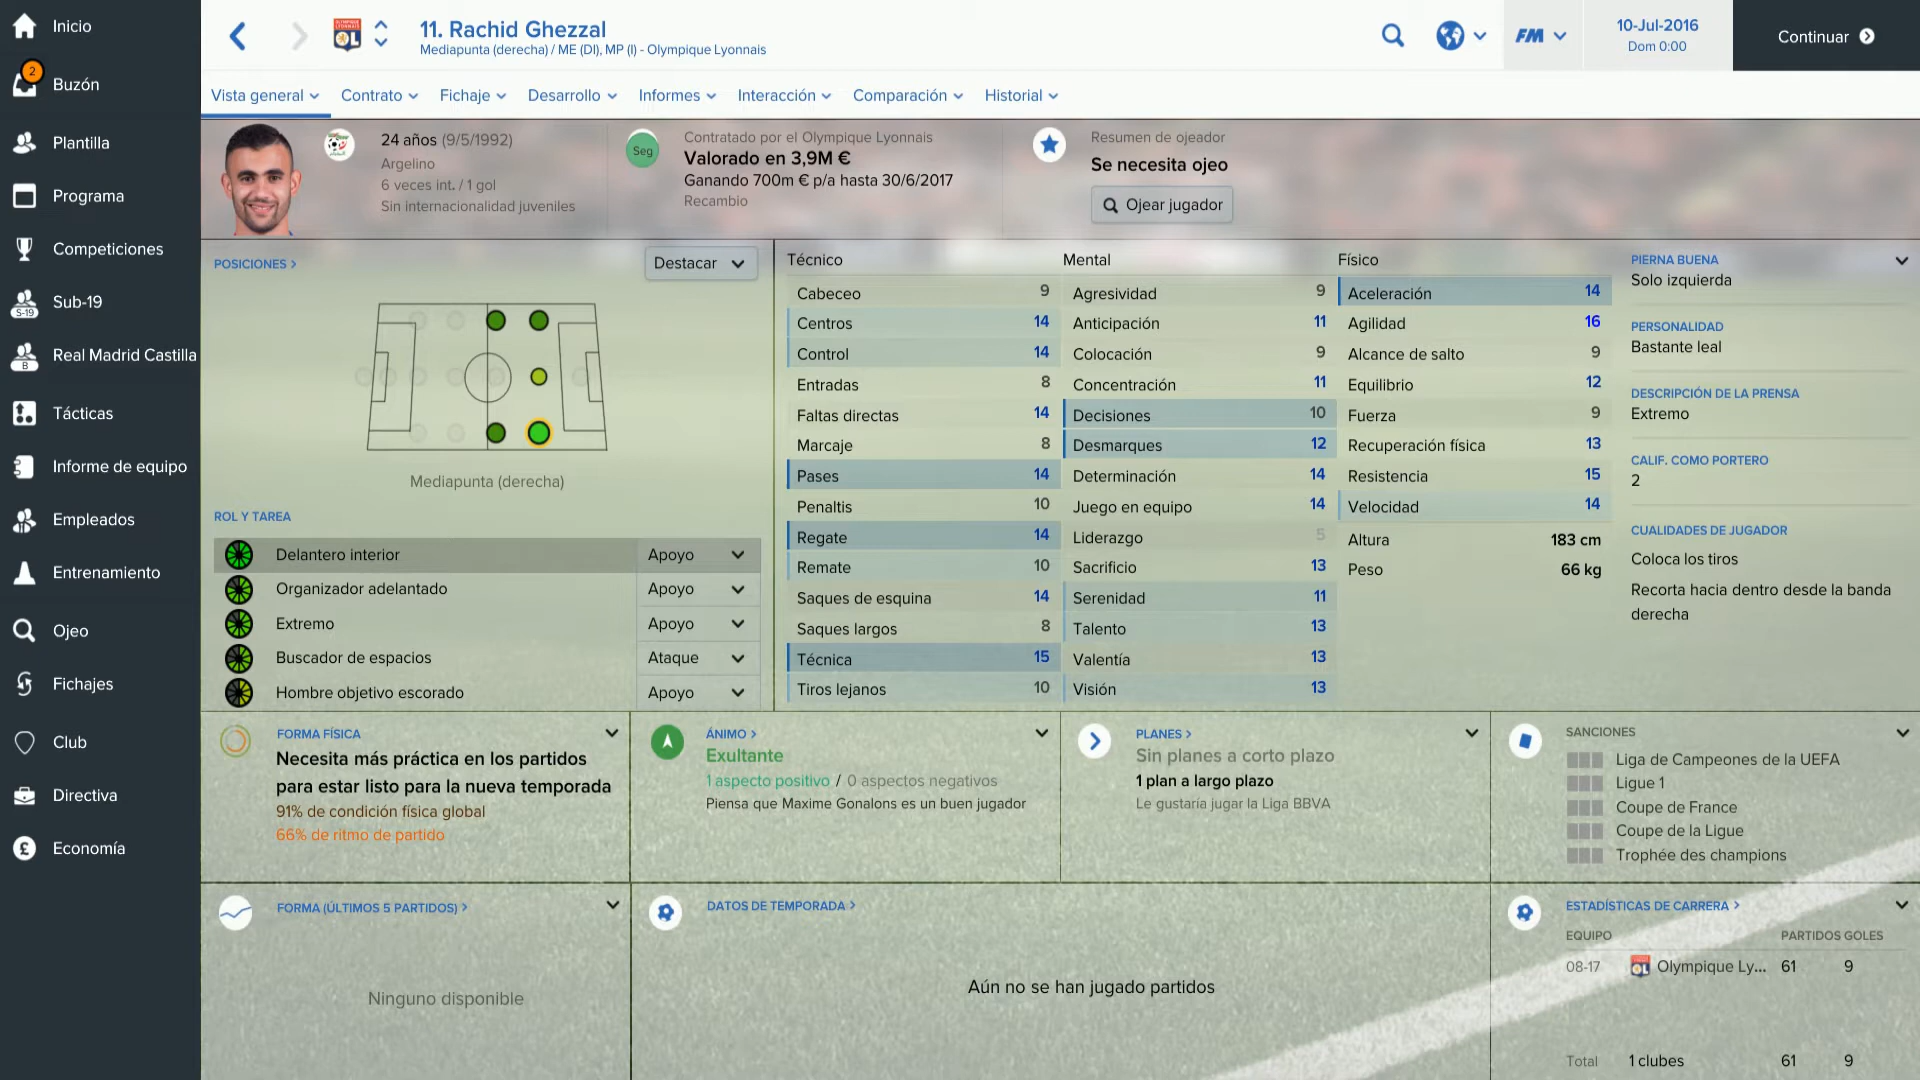 Inicio
2
Buzón
Plantilla
Programa
Competiciones
S-19
Sub-19
B
Real Madrid Castilla
Tácticas
Informe de equipo
Empleados
Entrenamiento
Ojeo
Fichajes
Club
Directiva
Economía
OL
11. Rachid Ghezzal
Mediapunta (derecha) / ME (DI), MP (I) - Olympique Lyonnais
FM
10-Jul-2016
Dom 0:00
Continuar
Vista general
Contrato
Fichaje
Desarrollo
Informes
Interacción
Comparación
Historial
24 años (9/5/1992)
Argelino
6 veces int. / 1 gol
Sin internacionalidad juveniles
Seg
Contratado por el Olympique Lyonnais
Valorado en 3,9M €
Ganando 700m € p/a hasta 30/6/2017
Recambio
Resumen de ojeador
Se necesita ojeo
Ojear jugador
POSICIONES >
Destacar
Mediapunta (derecha)
ROL Y TAREA
Delantero interior Apoyo
Organizador adelantado Apoyo
Extremo Apoyo
Buscador de espacios Ataque
Hombre objetivo escorado Apoyo
Técnico
Cabeceo 9
Centros 14
Control 14
Entradas 8
Faltas directas 14
Marcaje 8
Pases 14
Penaltis 10
Regate 14
Remate 10
Saques de esquina 14
Saques largos 8
Técnica 15
Tiros lejanos 10
Mental
Agresividad 9
Anticipación 11
Colocación 9
Concentración 11
Decisiones 10
Desmarques 12
Determinación 14
Juego en equipo 14
Liderazgo 5
Sacrificio 13
Serenidad 11
Talento 13
Valentía 13
Visión 13
Físico
Aceleración 14
Agilidad 16
Alcance de salto 9
Equilibrio 12
Fuerza 9
Recuperación física 13
Resistencia 15
Velocidad 14
Altura 183 cm
Peso 66 kg
PIERNA BUENA
Solo izquierda
PERSONALIDAD
Bastante leal
DESCRIPCIÓN DE LA PRENSA
Extremo
CALIF. COMO PORTERO
2
CUALIDADES DE JUGADOR
Coloca los tiros
Recorta hacia dentro desde la banda
derecha
FORMA FÍSICA
Necesita más práctica en los partidos
para estar listo para la nueva temporada
91% de condición física global
66% de ritmo de partido
ÁNIMO >
Exultante
1 aspecto positivo / 0 aspectos negativos
Piensa que Maxime Gonalons es un buen jugador
PLANES >
Sin planes a corto plazo
1 plan a largo plazo
Le gustaría jugar la Liga BBVA
SANCIONES
Liga de Campeones de la UEFA
Ligue 1
Coupe de France
Coupe de la Ligue
Trophée des champions
FORMA (ÚLTIMOS 5 PARTIDOS) >
Ninguno disponible
DATOS DE TEMPORADA >
Aún no se han jugado partidos
ESTADÍSTICAS DE CARRERA >
EQUIPO PARTIDOS GOLES
08-17 Olympique Ly... 61 9
Total 1 clubes 61 9